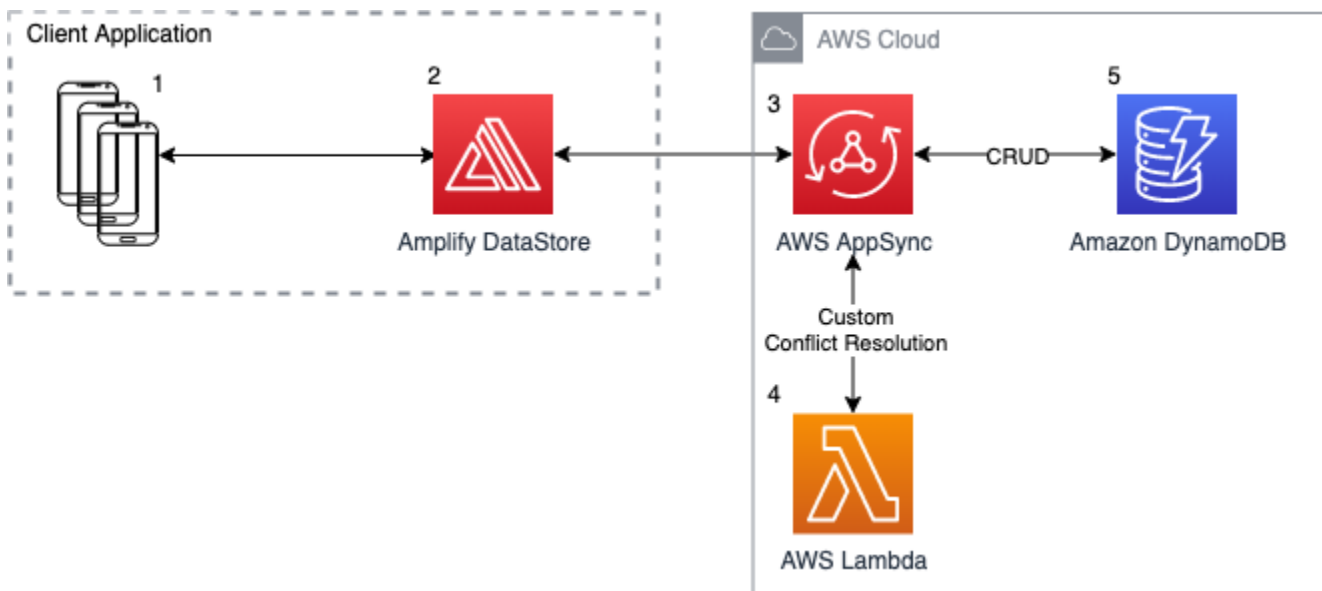 Client Application
1
2
Amplify DataStore
AWS Cloud
3
5
CRUD
AWS AppSync
Amazon DynamoDB
Custom
Conflict Resolution
4
AWS Lambda